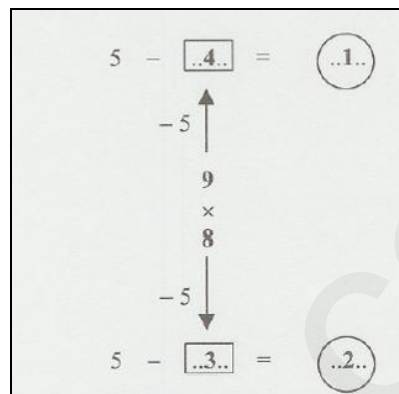 5 – ..4.. = ..1..
– 5
9
×
8
– 5
5 – ..3.. = ..2..